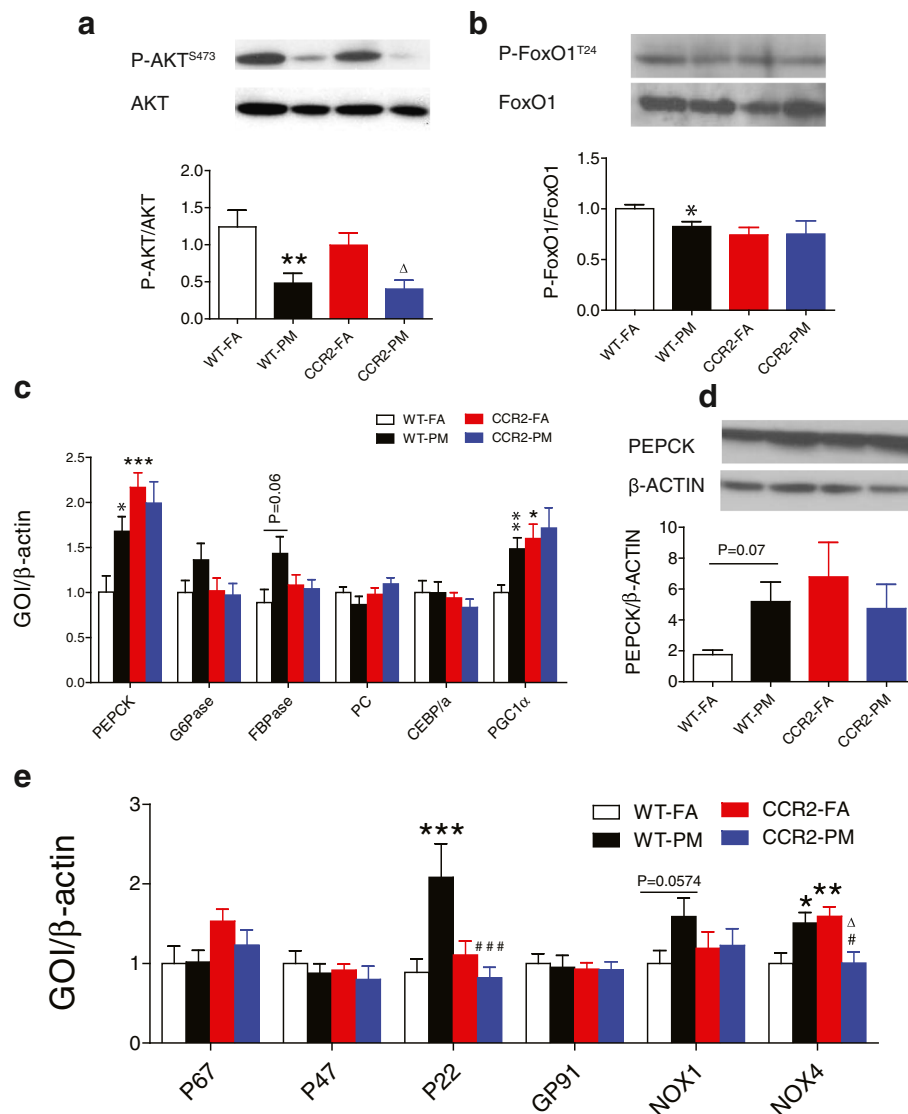 a
P-AKTS473
AKT
P-AKT/AKT
2.0
1.5
1.0
0.5
0.0
**
Δ
WT-FA
WT-PM
CCR2-FA
CCR2-PM
b
P-FoxO1T24
FoxO1
P-FoxO1/FoxO1
1.5
1.0
0.5
0.0
*
WT-FA
WT-PM
CCR2-FA
CCR2-PM
c
WT-FA
CCR2-FA
WT-PM
CCR2-PM
GOI/β-actin
2.5
2.0
1.5
1.0
0.5
0.0
*
***
P=0.06
**
*
PEPCK
G6Pase
FBPase
PC
CEBP/a
PGC1α
d
PEPCK
β-ACTIN
PEPCK/β-ACTIN
10
8
6
4
2
0
P=0.07
WT-FA
WT-PM
CCR2-FA
CCR2-PM
e
WT-FA
CCR2-FA
WT-PM
CCR2-PM
GOI/β-actin
3
2
1
0
***
###
P=0.0574
*
**
Δ
#
P67
P47
P22
GP91
NOX1
NOX4